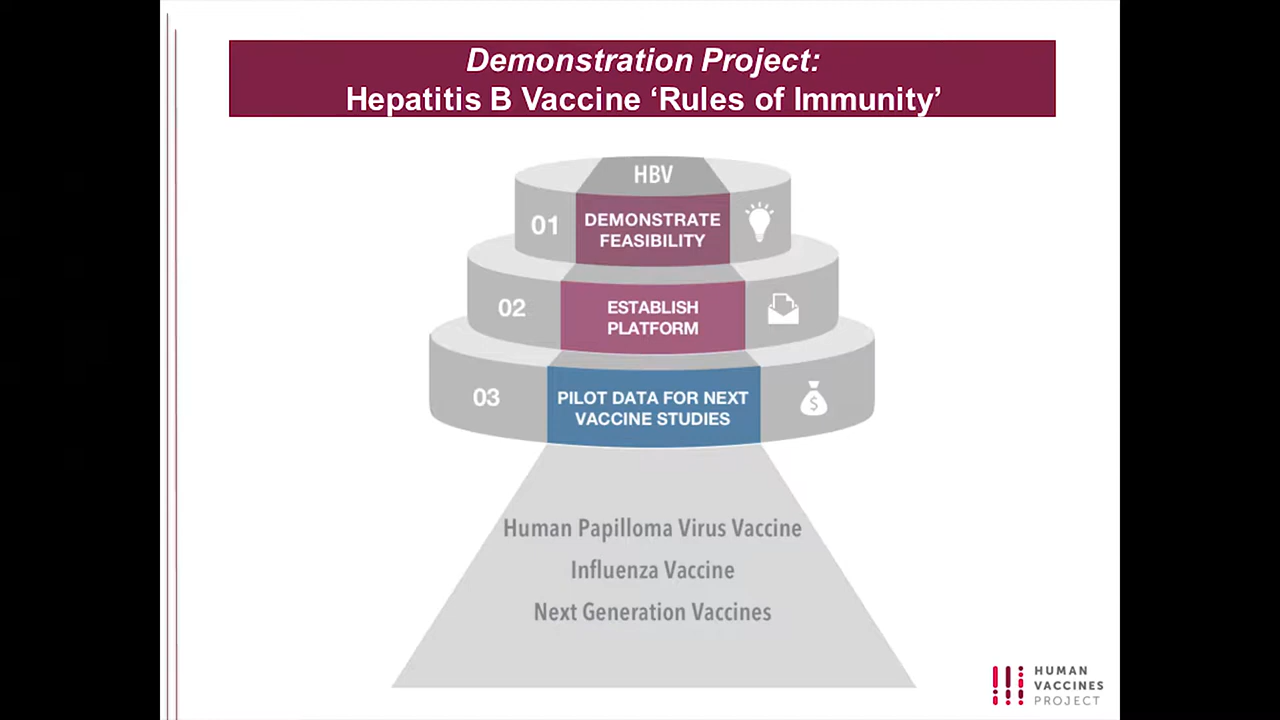 Demonstration Project:
Hepatitis B Vaccine ‘Rules of Immunity’
HBV
01
DEMONSTRATE
FEASIBILITY
02
ESTABLISH
PLATFORM
03
PILOT DATA FOR NEXT
VACCINE STUDIES
$
Human Papilloma Virus Vaccine
Influenza Vaccine
Next Generation Vaccines
HUMAN
VACCINES
PROJECT